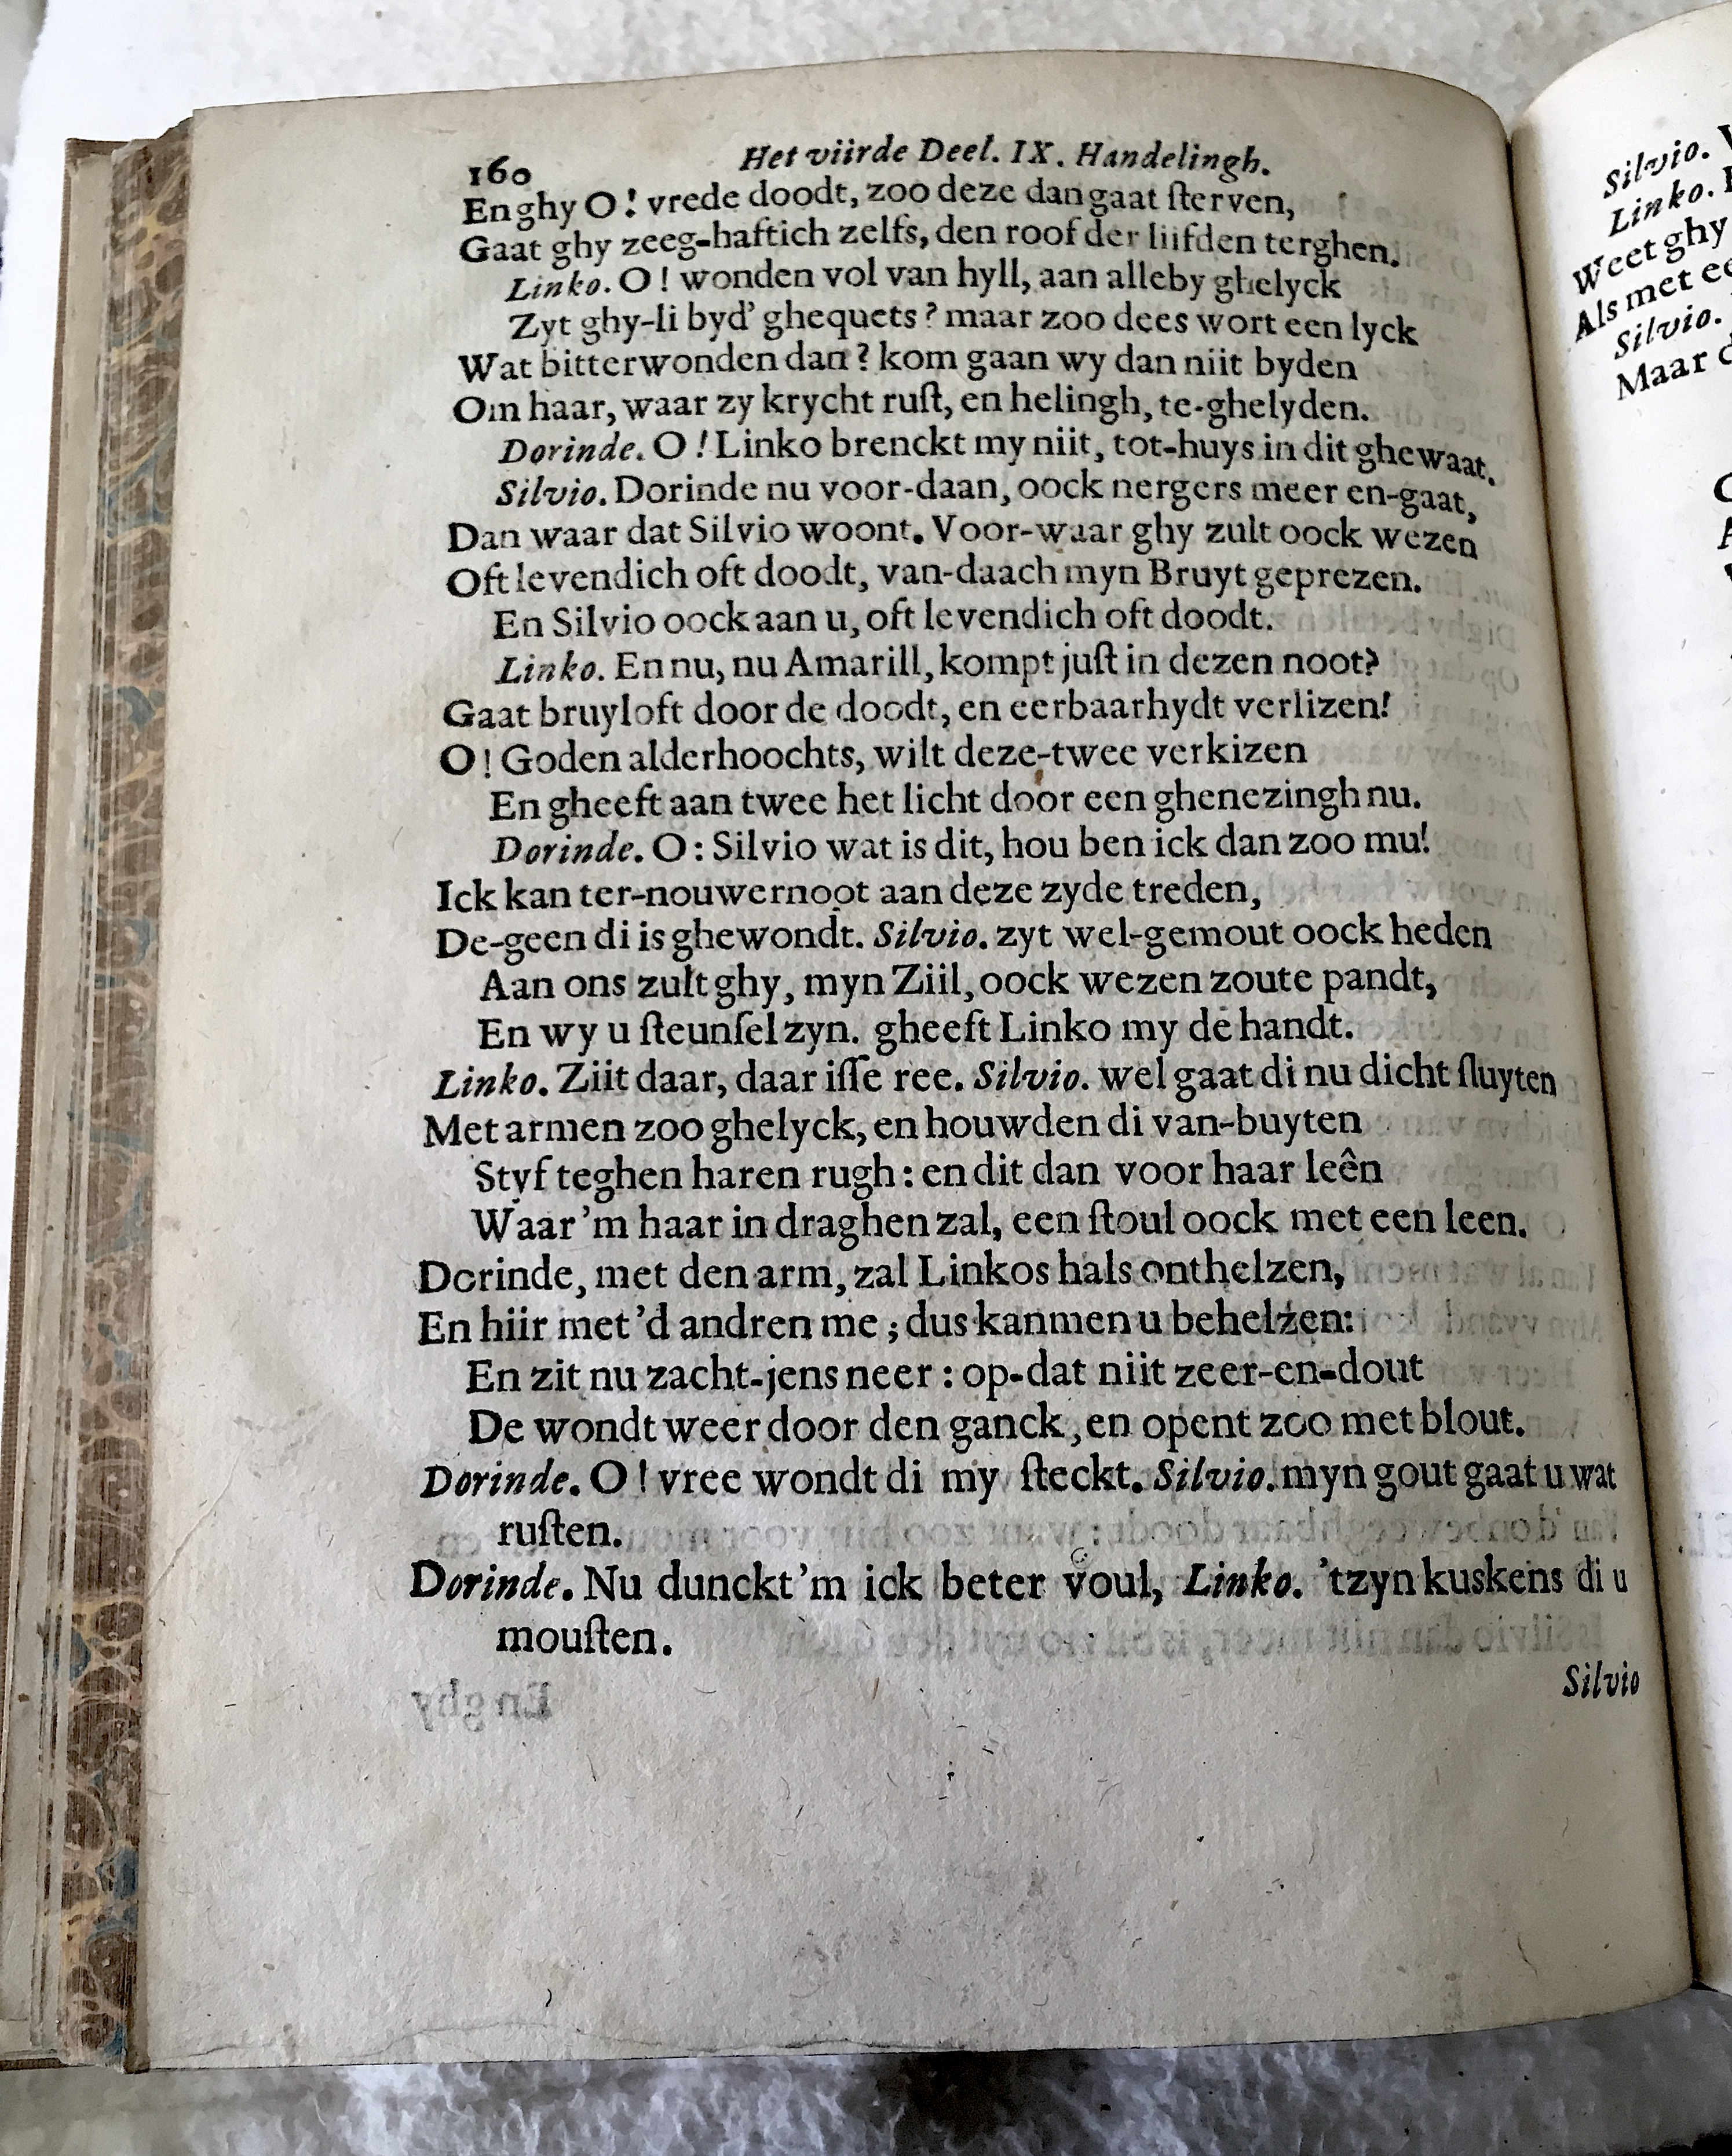 160 Het viirde Deel. IX. Handelingh.
En ghy O! vrede doodt, zoo deze dan gaat ſterven,
Gaat ghy zeeg-haftich zelfs, den roof der liifden terghen.
Linko. O! wonden vol van hyll, aan alleby ghelyck
Zyt ghy-li byd' ghequets? maar zoo dees wort een lyck
Wat bitter wonden dan? kom gaan wy dan niit byden
Om haar, waar zy krycht ruſt, en helingh, te-ghelyden.
Dorinde. O! Linko brenckt my niit, tot-huys in dit ghewaat.
Silvio. Dorinde nu voor-daan, oock nergers meer en-gaat,
Dan waar dat Silvio woont. Voor-waar ghy zult oock wezen
Oft levendich oft doodt, van-daach myn Bruyt geprezen.
En Silvio oock aan u, oft levendich oft doodt.
Linko. En nu, nu Amarill, kompt juſt in dezen noot?
Gaat bruyloft door de doodt, en eerbaarhydt verlizen!
O! Goden alderhoochts, wilt deze-twee verkizen
En gheeft aan twee het licht door een ghenezingh nu.
Dorinde. O: Silvio wat is dit, hou ben ick dan zoo mu!
Ick kan ter-nouwernoot aan deze zyde treden,
De-geen di is ghewondt. Silvio. zyt wel-gemout oock heden
Aan ons zult ghy, myn Ziil, oock wezen zoute pandt,
En wy u ſteunſel zyn. gheeft Linko my de handt.
Linko. Ziit daar, daar iſſe ree. Silvio. wel gaat di nu dicht ſluyten
Met armen zoo ghelyck, en houwden di van-buyten
Styf teghen haren rugh: en dit dan voor haar leên
Waar'm haar in draghen zal, een ſtoul oock met een leen.
Dorinde, met den arm, zal Linkos hals onthelzen,
En hiir met 'd andren me; dus kanmen u behelzen:
En zit nu zacht-jens neer: op-dat niit zeer-en-dout
De wondt weer door den ganck, en opent zoo met blout.
Dorinde. O! vree wondt di my ſteckt. Silvio. myn gout gaat u wat
ruſten.
Dorinde. Nu dunckt'm ick beter voul, Linko. 'tzyn kuskens di u
mouſten.
Silvio
Silvio.
Linko.
Weet ghy
Als met
Silvio.
Maar